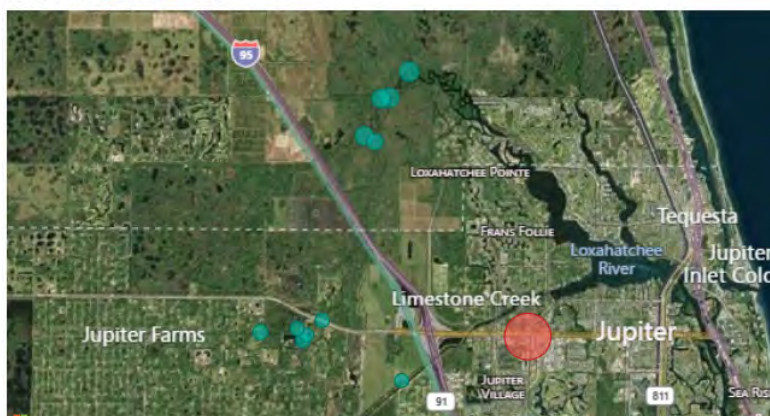 95
LOXAHATCHEE POINTE
Tequesta
FRANS FOLLIE
Loxahatchee
River
Jupiter
Inlet Colo
Limestone Creek
Jupiter Farms
Jupiter
JUPITER
VILLAGE
91
811
SEA RIS